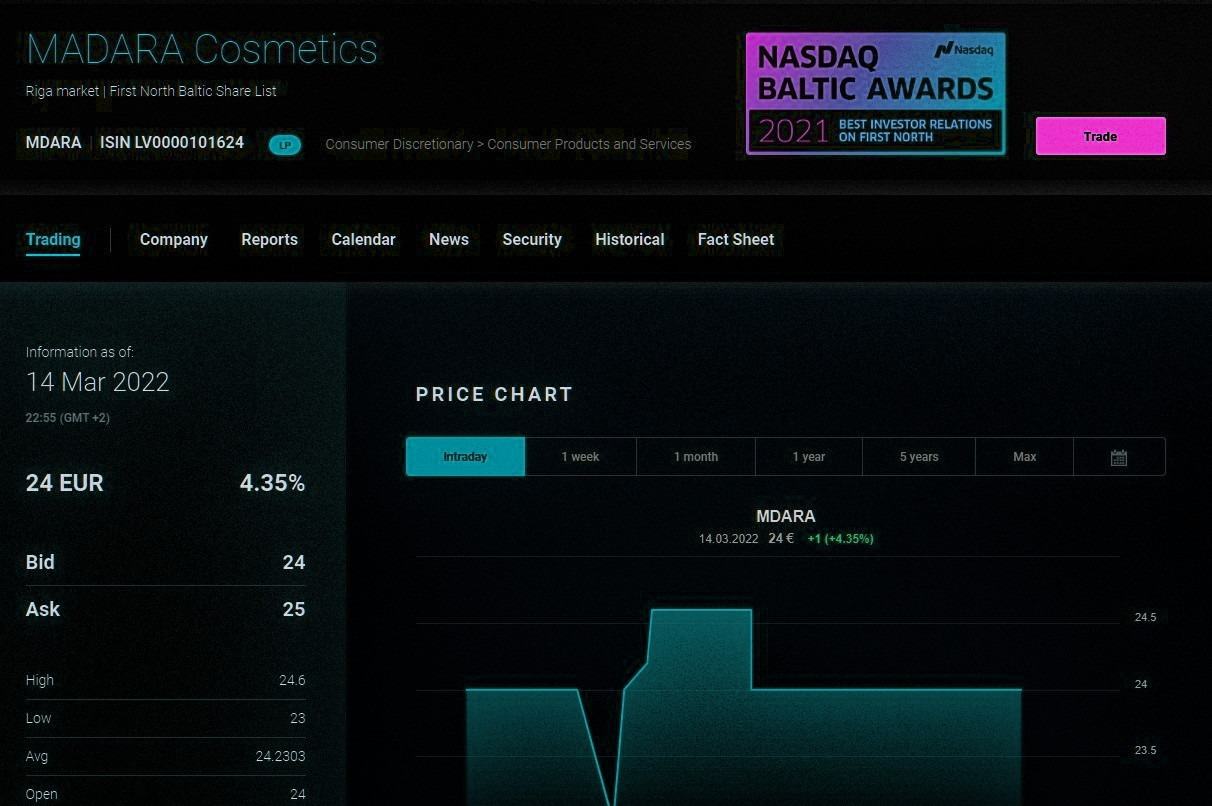 MADARA Cosmetics
Riga market | First North Baltic Share List
MDARA | ISIN LV0000101624 LP Consumer Discretionary > Consumer Products and Services
NASDAQ
Nasdaq
BALTIC AWARDS
2021 BEST INVESTOR RELATIONS
ON FIRST NORTH
Trade
Trading Company Reports Calendar News Security Historical Fact Sheet
Information as of:
14 Mar 2022
22:55 (GMT +2)
24 EUR 4.35%
Bid 24
Ask 25
High 24.6
Low 23
Avg 24.2303
Open 24
PRICE CHART
Intraday 1 week 1 month 1 year 5 years Max
MDARA
14.03.2022 24 € +1 (+4.35%)
24.5
24
23.5